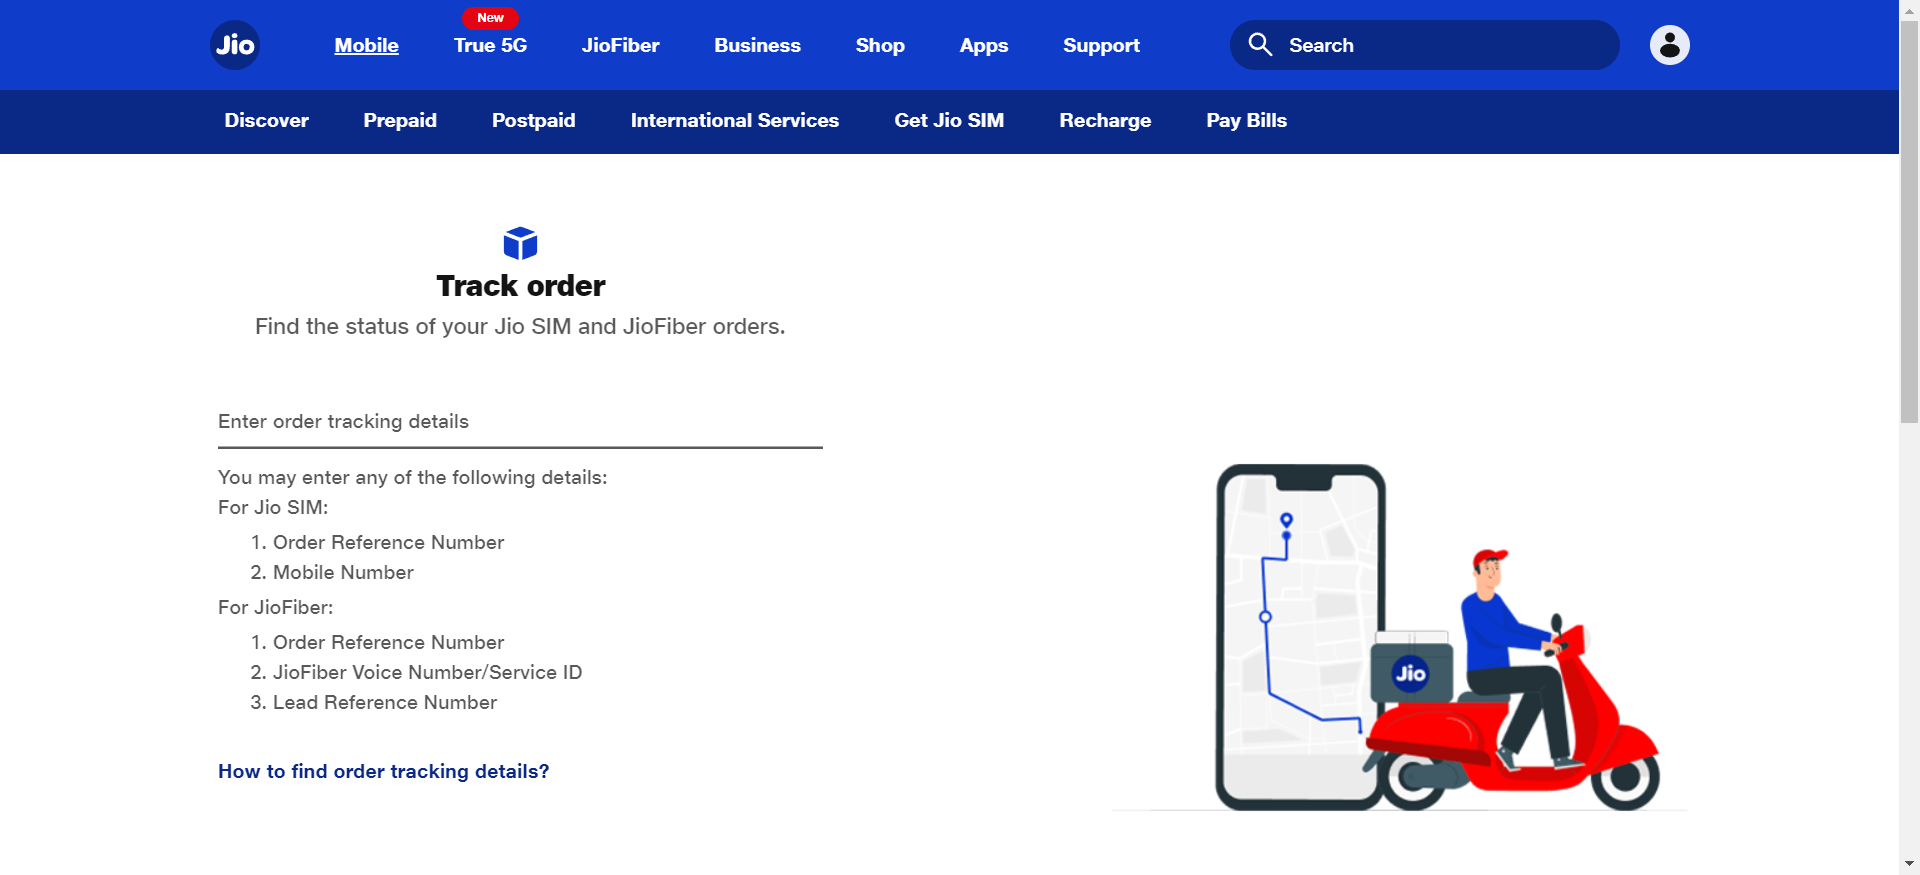 Jio
Mobile
New
True 5G
JioFiber
Business
Shop
Apps
Support
Search
Discover
Prepaid
Postpaid
International Services
Get Jio SIM
Recharge
Pay Bills
Track order
Find the status of your Jio SIM and JioFiber orders.
Enter order tracking details
You may enter any of the following details:
For Jio SIM:
1. Order Reference Number
2. Mobile Number
For JioFiber:
1. Order Reference Number
2. JioFiber Voice Number/Service ID
3. Lead Reference Number
How to find order tracking details?
Jio